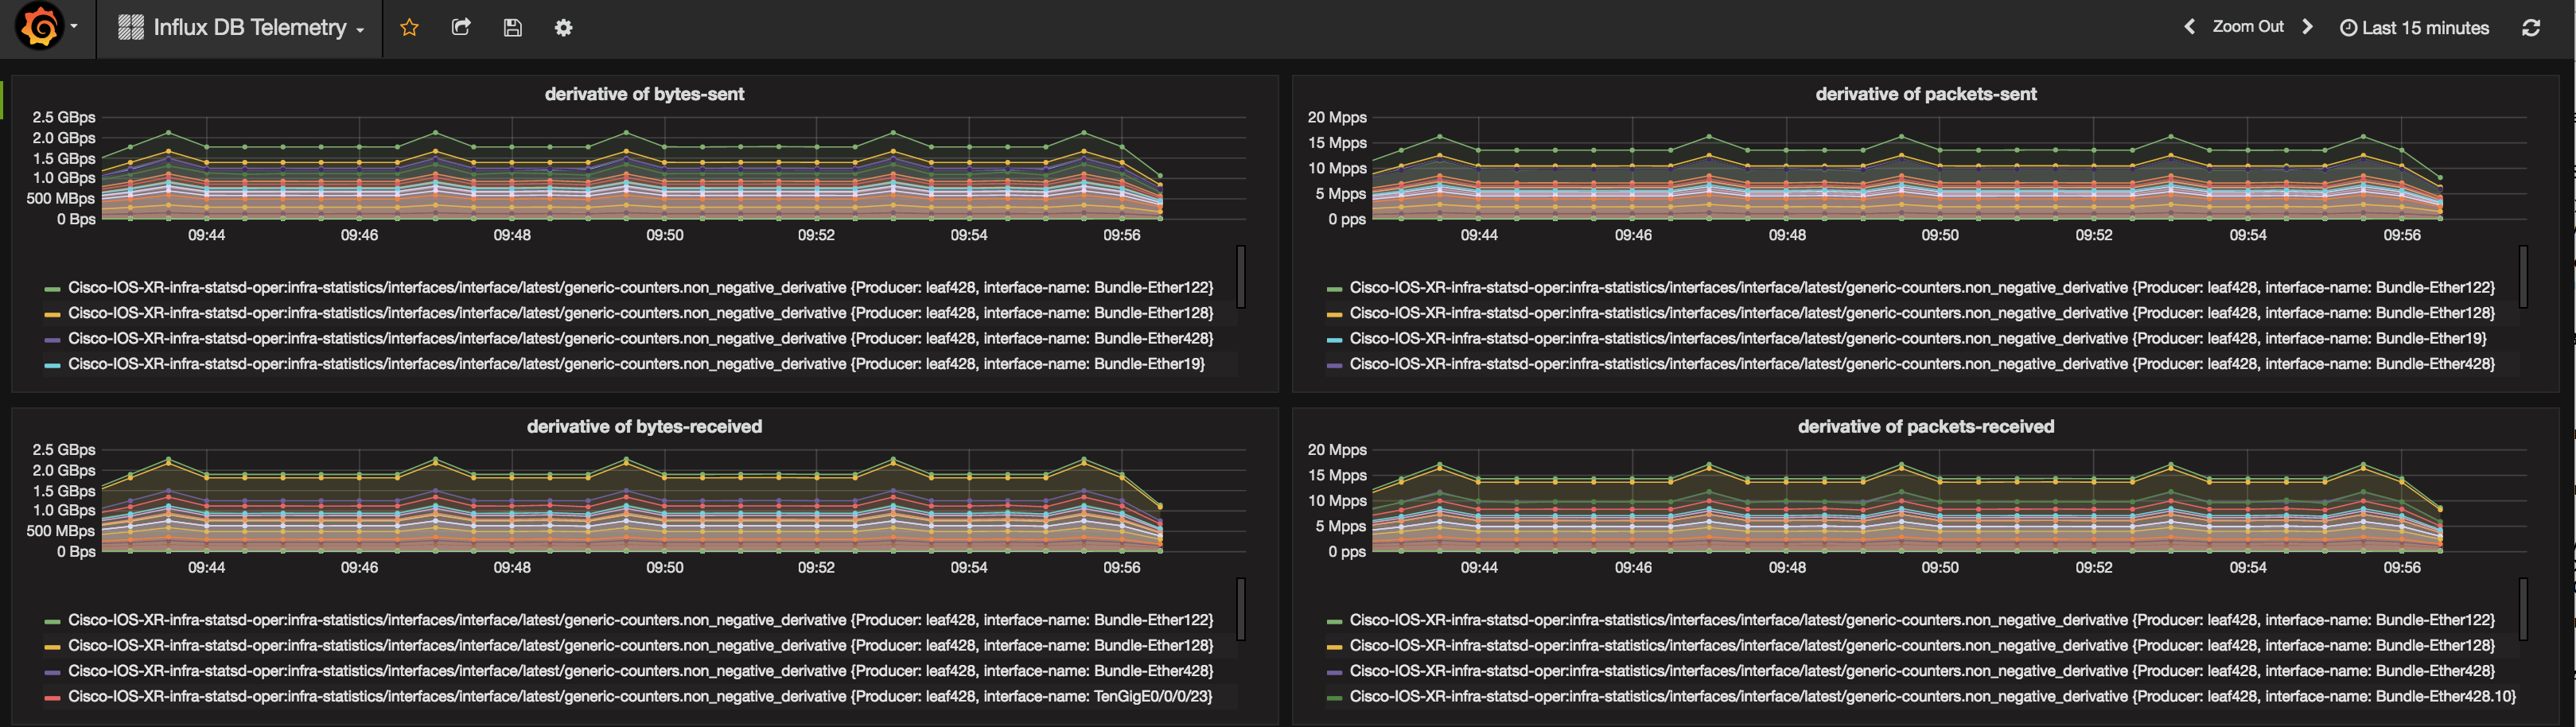 Influx DB Telemetry
Zoom Out
Last 15 minutes
derivative of bytes-sent
2.5 GBps
2.0 GBps
1.5 GBps
1.0 GBps
500 MBps
0 Bps
09:44 09:46 09:48 09:50 09:52 09:54 09:56
Cisco-IOS-XR-infra-statsd-oper:infra-statistics/interfaces/interface/latest/generic-counters.non_negative_derivative {Producer: leaf428, interface-name: Bundle-Ether122}
Cisco-IOS-XR-infra-statsd-oper:infra-statistics/interfaces/interface/latest/generic-counters.non_negative_derivative {Producer: leaf428, interface-name: Bundle-Ether128}
Cisco-IOS-XR-infra-statsd-oper:infra-statistics/interfaces/interface/latest/generic-counters.non_negative_derivative {Producer: leaf428, interface-name: Bundle-Ether428}
Cisco-IOS-XR-infra-statsd-oper:infra-statistics/interfaces/interface/latest/generic-counters.non_negative_derivative {Producer: leaf428, interface-name: Bundle-Ether19}
derivative of packets-sent
20 Mpps
15 Mpps
10 Mpps
5 Mpps
0 pps
09:44 09:46 09:48 09:50 09:52 09:54 09:56
Cisco-IOS-XR-infra-statsd-oper:infra-statistics/interfaces/interface/latest/generic-counters.non_negative_derivative {Producer: leaf428, interface-name: Bundle-Ether122}
Cisco-IOS-XR-infra-statsd-oper:infra-statistics/interfaces/interface/latest/generic-counters.non_negative_derivative {Producer: leaf428, interface-name: Bundle-Ether128}
Cisco-IOS-XR-infra-statsd-oper:infra-statistics/interfaces/interface/latest/generic-counters.non_negative_derivative {Producer: leaf428, interface-name: Bundle-Ether19}
Cisco-IOS-XR-infra-statsd-oper:infra-statistics/interfaces/interface/latest/generic-counters.non_negative_derivative {Producer: leaf428, interface-name: Bundle-Ether428}
derivative of bytes-received
2.5 GBps
2.0 GBps
1.5 GBps
1.0 GBps
500 MBps
0 Bps
09:44 09:46 09:48 09:50 09:52 09:54 09:56
Cisco-IOS-XR-infra-statsd-oper:infra-statistics/interfaces/interface/latest/generic-counters.non_negative_derivative {Producer: leaf428, interface-name: Bundle-Ether122}
Cisco-IOS-XR-infra-statsd-oper:infra-statistics/interfaces/interface/latest/generic-counters.non_negative_derivative {Producer: leaf428, interface-name: Bundle-Ether128}
Cisco-IOS-XR-infra-statsd-oper:infra-statistics/interfaces/interface/latest/generic-counters.non_negative_derivative {Producer: leaf428, interface-name: Bundle-Ether428}
Cisco-IOS-XR-infra-statsd-oper:infra-statistics/interfaces/interface/latest/generic-counters.non_negative_derivative {Producer: leaf428, interface-name: TenGigE0/0/0/23}
derivative of packets-received
20 Mpps
15 Mpps
10 Mpps
5 Mpps
0 pps
09:44 09:46 09:48 09:50 09:52 09:54 09:56
Cisco-IOS-XR-infra-statsd-oper:infra-statistics/interfaces/interface/latest/generic-counters.non_negative_derivative {Producer: leaf428, interface-name: Bundle-Ether122}
Cisco-IOS-XR-infra-statsd-oper:infra-statistics/interfaces/interface/latest/generic-counters.non_negative_derivative {Producer: leaf428, interface-name: Bundle-Ether128}
Cisco-IOS-XR-infra-statsd-oper:infra-statistics/interfaces/interface/latest/generic-counters.non_negative_derivative {Producer: leaf428, interface-name: Bundle-Ether428}
Cisco-IOS-XR-infra-statsd-oper:infra-statistics/interfaces/interface/latest/generic-counters.non_negative_derivative {Producer: leaf428, interface-name: Bundle-Ether428.10}